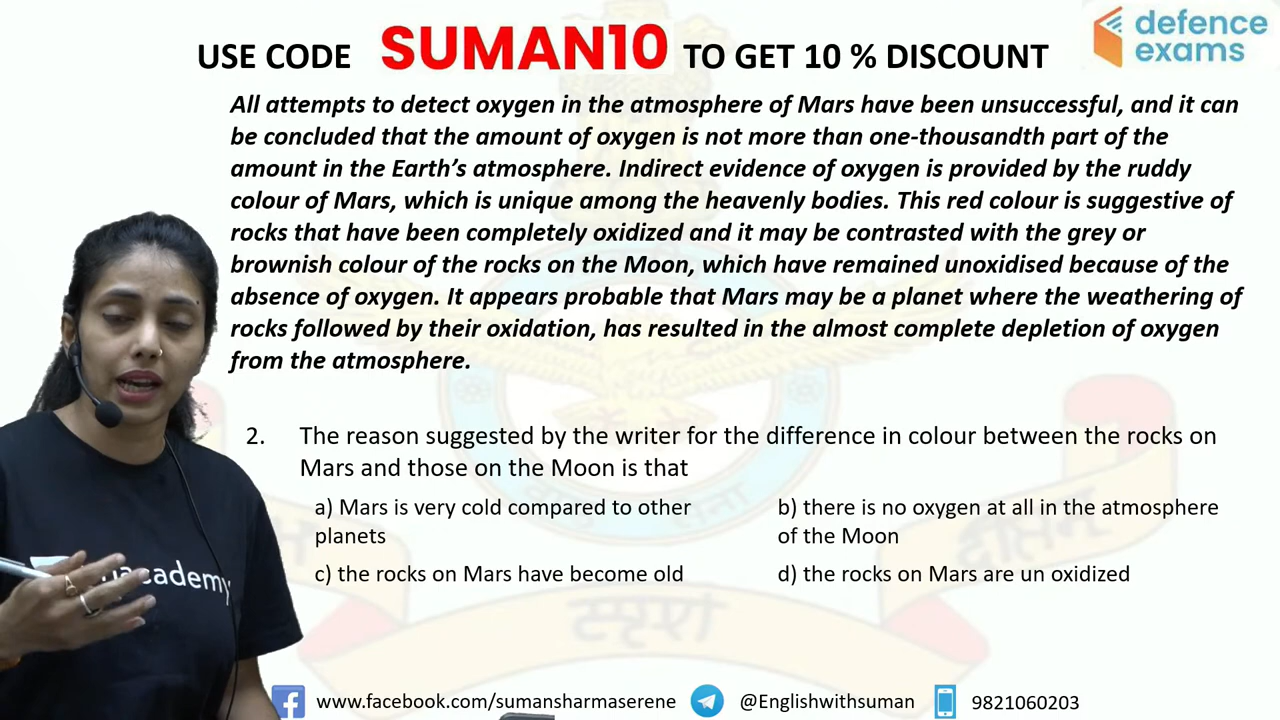 USE CODE SUMAN10 TO GET 10 % DISCOUNT
defence
exams
All attempts to detect oxygen in the atmosphere of Mars have been unsuccessful, and it can
be concluded that the amount of oxygen is not more than one-thousandth part of the
amount in the Earth’s atmosphere. Indirect evidence of oxygen is provided by the ruddy
colour of Mars, which is unique among the heavenly bodies. This red colour is suggestive of
rocks that have been completely oxidized and it may be contrasted with the grey or
brownish colour of the rocks on the Moon, which have remained unoxidised because of the
absence of oxygen. It appears probable that Mars may be a planet where the weathering of
rocks followed by their oxidation, has resulted in the almost complete depletion of oxygen
from the atmosphere.
2. The reason suggested by the writer for the difference in colour between the rocks on
Mars and those on the Moon is that
a) Mars is very cold compared to other
planets
b) there is no oxygen at all in the atmosphere
of the Moon
c) the rocks on Mars have become old
d) the rocks on Mars are un oxidized
www.facebook.com/sumansharmaserene @Englishwithsuman 9821060203